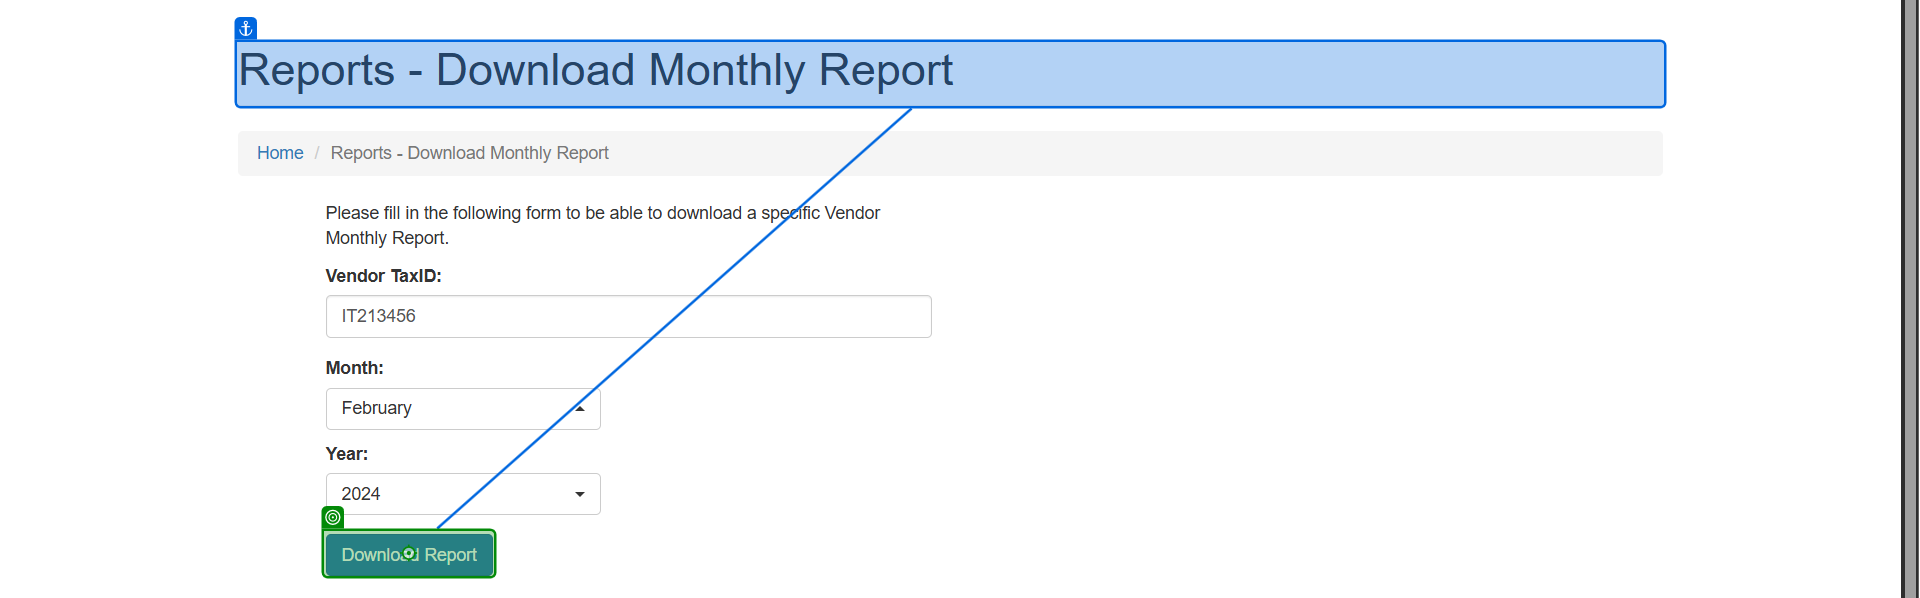 Reports - Download Monthly Report
Home / Reports - Download Monthly Report
Please fill in the following form to be able to download a specific Vendor
Monthly Report.
Vendor TaxID:
IT213456
Month:
February
Year:
2024
Download Report